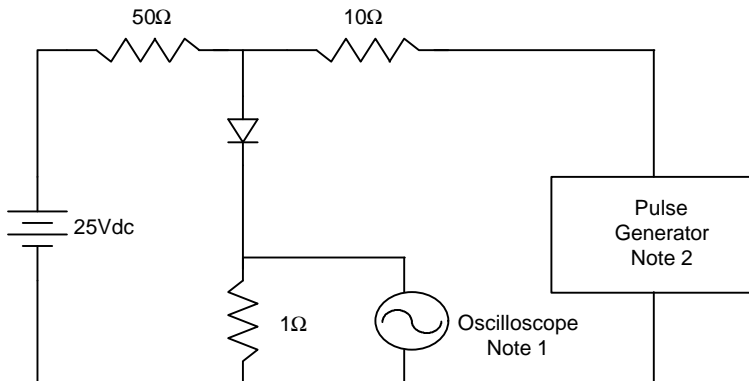 50Ω
10Ω
25Vdc
Pulse
Generator
Note 2
1Ω
Oscilloscope
Note 1